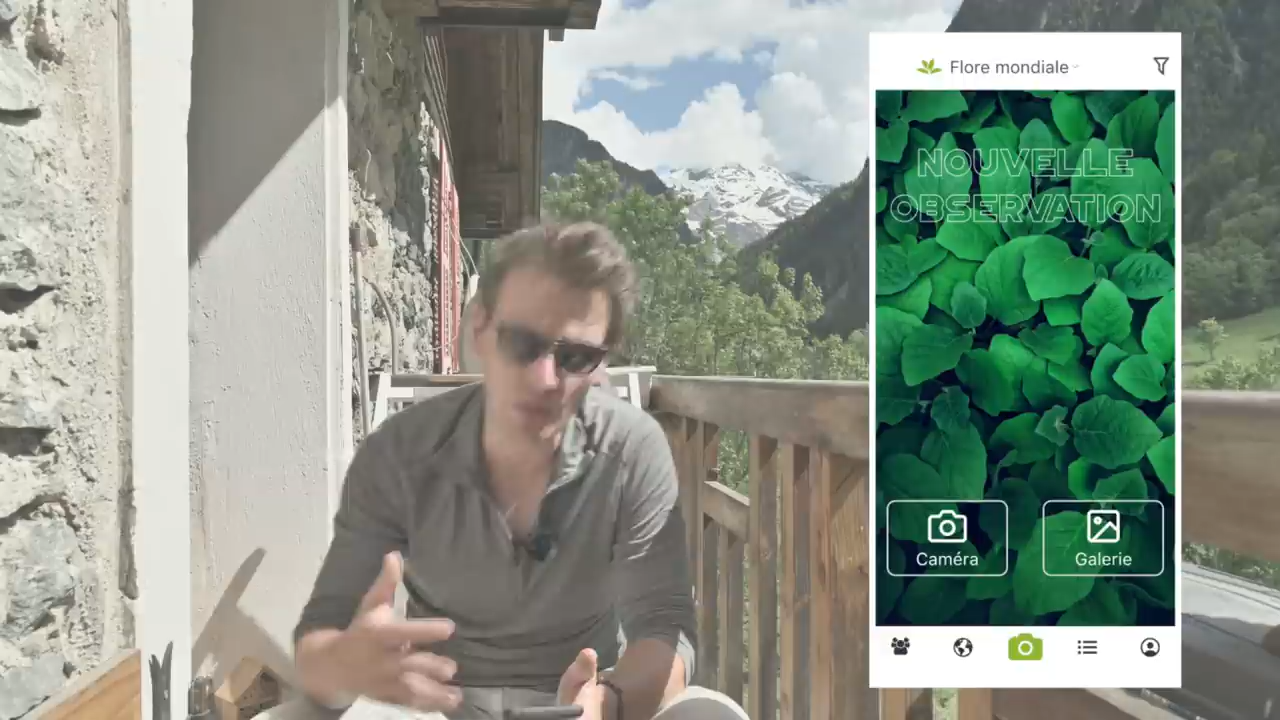 Flore mondiale
NOUVELLE
OBSERVATION
Caméra
Galerie